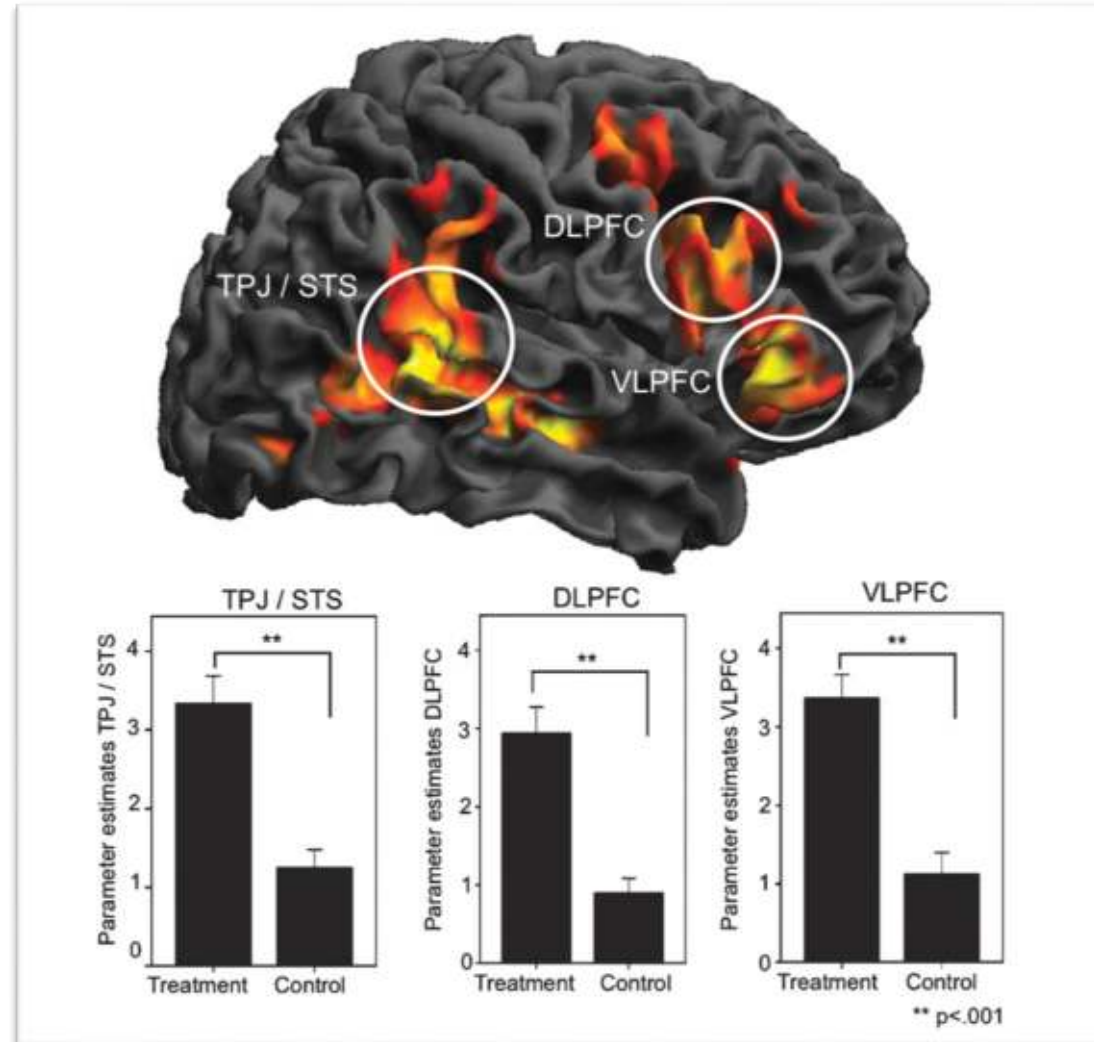 DLPFC
TPJ / STS
VLPFC
TPJ / STS
Parameter estimates TPJ / STS
4
3
2
1
0
**
Treatment Control
DLPFC
Parameter estimates DLPFC
4
3
2
1
0
**
Treatment Control
VLPFC
Parameter estimates VLPFC
4
3
2
1
0
**
Treatment Control
** p<.001